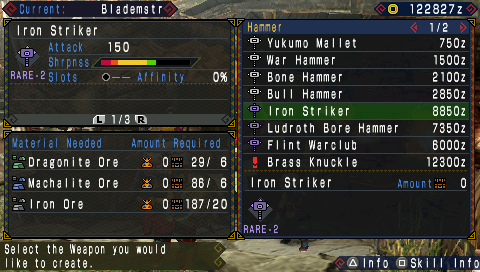 Current: Blademstr
122827z
Iron Striker
Attack 150
Shrpnss
RARE-2 Slots ●-- Affinity 0%
L 1/3 R
Material Needed Amount Required
Dragonite Ore 0 29/ 6
Machalite Ore 0 86/ 6
Iron Ore 0 187/20
Hammer 1/2
Yukumo Mallet 750z
War Hammer 1500z
Bone Hammer 2100z
Bull Hammer 2850z
Iron Striker 8850z
Ludroth Bore Hammer 7350z
Flint Warclub 6000z
Brass Knuckle 12300z
Iron Striker Amount 0
RARE-2
Select the Weapon you would
like to create.
Info Skill Info